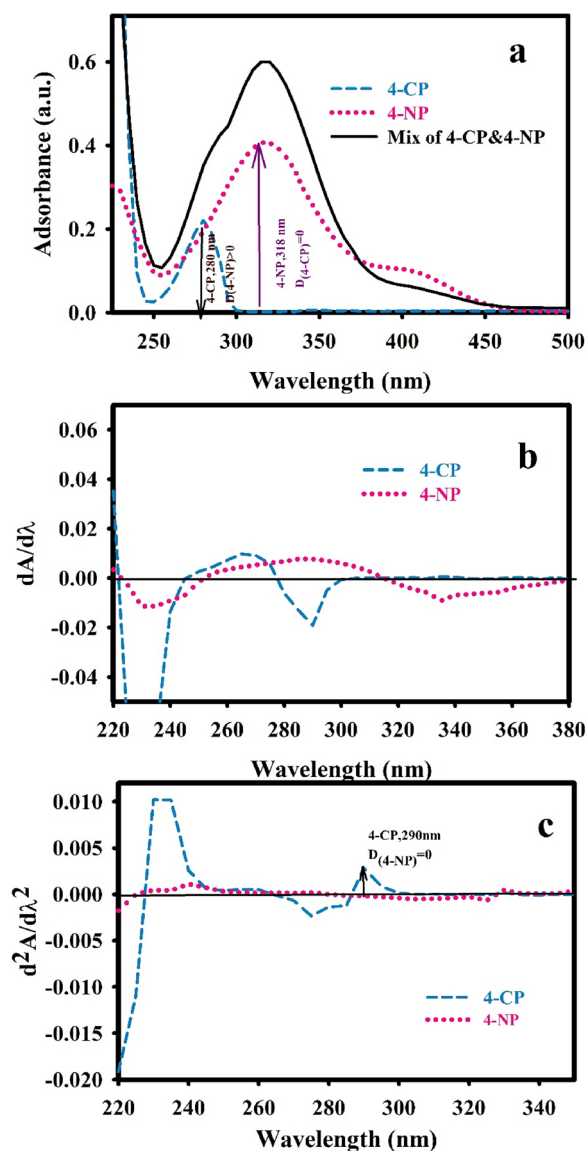 a
4-CP
4-NP
Mix of 4-CP&4-NP
Adsorbance (a.u.)
0.6
0.4
0.2
0.0
4-CP,280 nm
D(4-NP)>0
4-NP,318 nm
D(4-CP)=0
250 300 350 400 450 500
Wavelength (nm)
b
4-CP
4-NP
dA/dλ
0.06
0.04
0.02
0.00
-0.02
-0.04
220 240 260 280 300 320 340 360 380
Wavelength (nm)
c
4-CP,290nm
D(4-NP)=0
d²A/dλ²
0.010
0.005
0.000
-0.005
-0.010
-0.015
-0.020
4-CP
4-NP
220 240 260 280 300 320 340
Wavelength (nm)